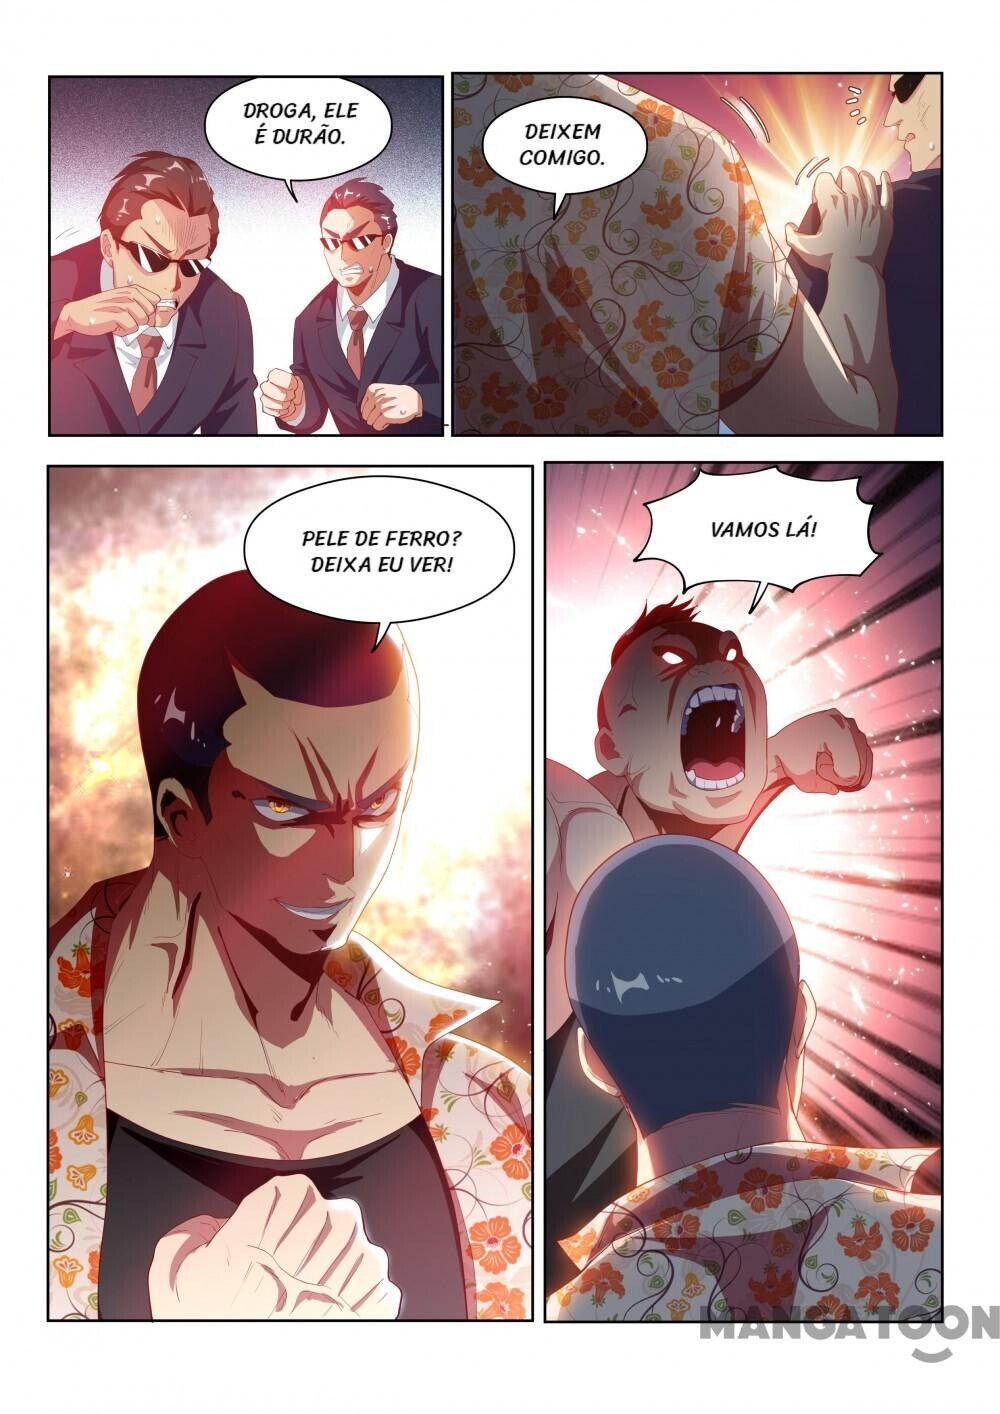 DROGA, ELE
É DURÃO.
DEIXEM
COMIGO.
PELE DE FERRO?
DEIXA EU VER!
VAMOS LÁ!
MANGATOON